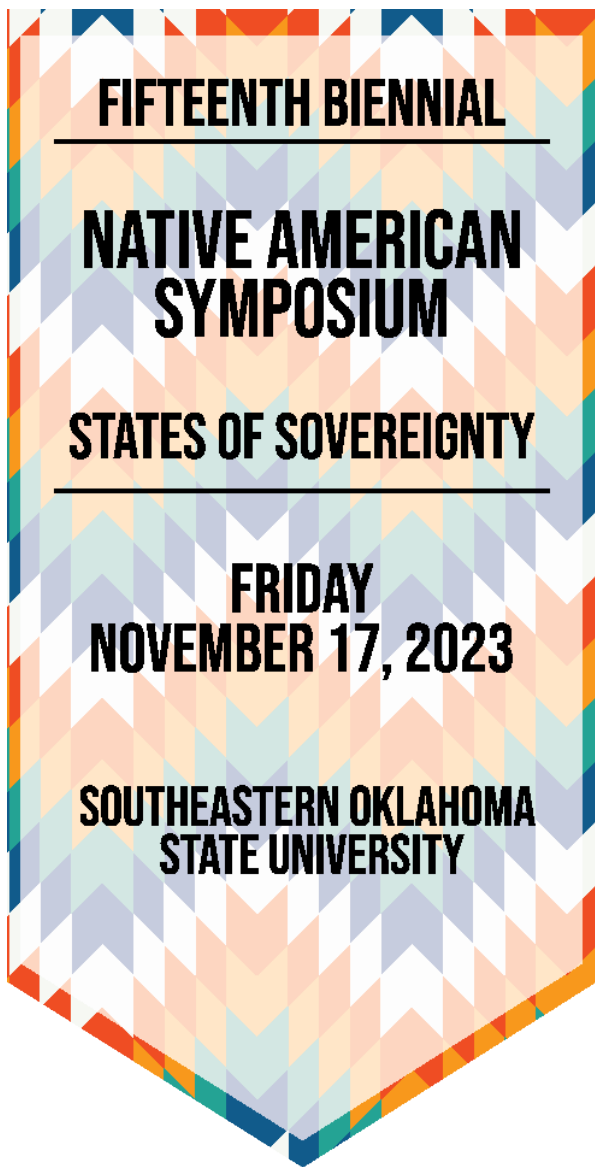 FIFTEENTH BIENNIAL
NATIVE AMERICAN
SYMPOSIUM
STATES OF SOVEREIGNTY
FRIDAY
NOVEMBER 17, 2023
SOUTHEASTERN OKLAHOMA
STATE UNIVERSITY